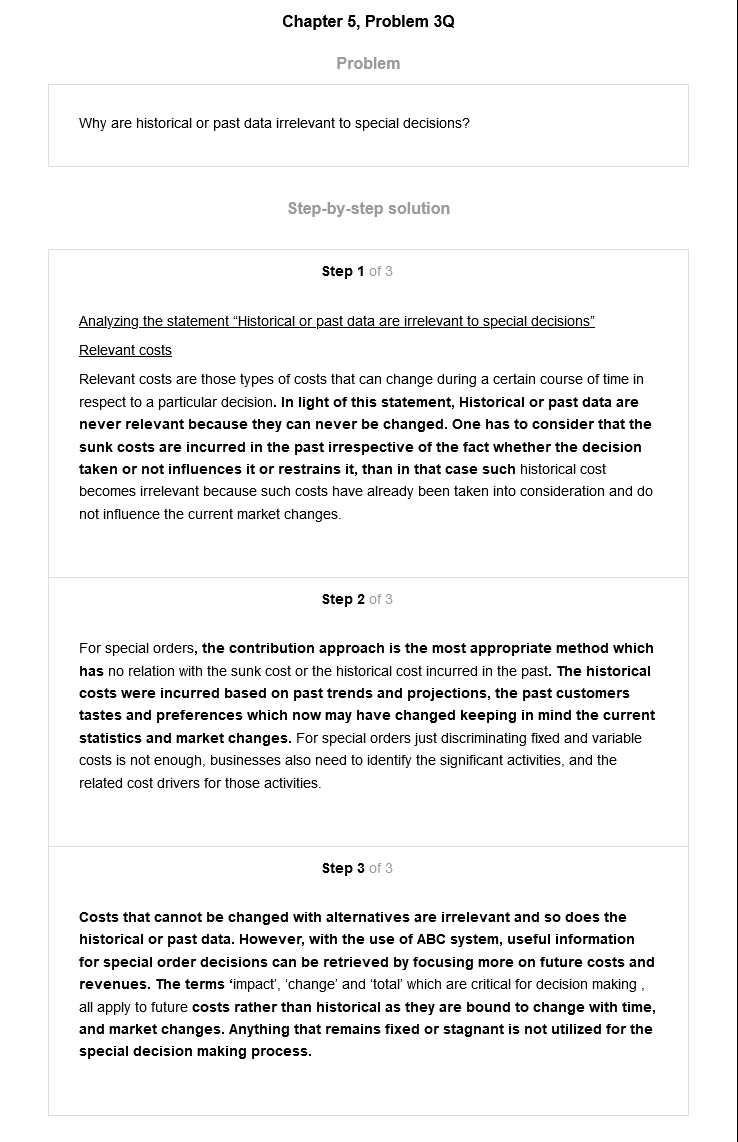 Chapter 5, Problem 3Q
Problem
Why are historical or past data irrelevant to special decisions?
Step-by-step solution
Step 1 of 3
Analyzing the statement “Historical or past data are irrelevant to special decisions”
Relevant costs
Relevant costs are those types of costs that can change during a certain course of time in
respect to a particular decision. In light of this statement, Historical or past data are
never relevant because they can never be changed. One has to consider that the
sunk costs are incurred in the past irrespective of the fact whether the decision
taken or not influences it or restrains it, than in that case such historical cost
becomes irrelevant because such costs have already been taken into consideration and do
not influence the current market changes.
Step 2 of 3
For special orders, the contribution approach is the most appropriate method which
has no relation with the sunk cost or the historical cost incurred in the past. The historical
costs were incurred based on past trends and projections, the past customers
tastes and preferences which now may have changed keeping in mind the current
statistics and market changes. For special orders just discriminating fixed and variable
costs is not enough, businesses also need to identify the significant activities, and the
related cost drivers for those activities.
Step 3 of 3
Costs that cannot be changed with alternatives are irrelevant and so does the
historical or past data. However, with the use of ABC system, useful information
for special order decisions can be retrieved by focusing more on future costs and
revenues. The terms ‘impact’, ‘change’ and ‘total’ which are critical for decision making ,
all apply to future costs rather than historical as they are bound to change with time,
and market changes. Anything that remains fixed or stagnant is not utilized for the
special decision making process.